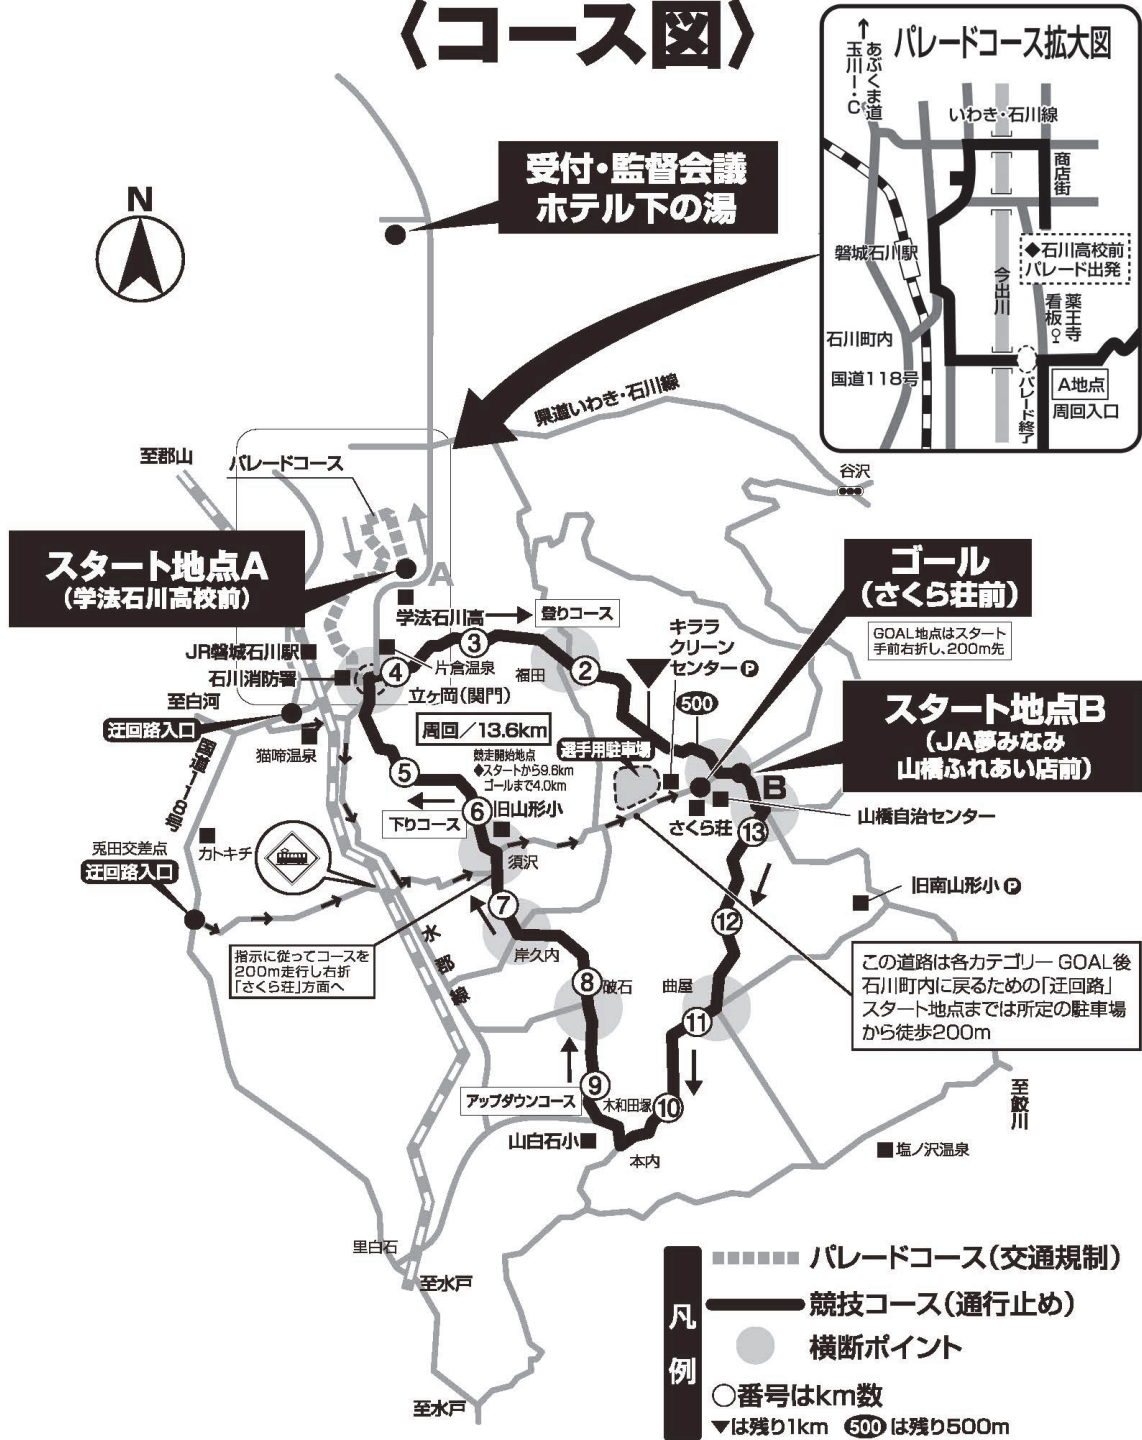 〈コース図〉
N
受付・監督会議
ホテル下の湯
パレードコース拡大図
あぶくま道
玉川I・C
いわき・石川線
商店街
磐城石川駅
◆石川高校前
パレード出発
今出川
薬王寺
看板
石川町内
国道118号
パレード終了
A地点
周回入口
県道いわき・石川線
至郡山
パレードコース
谷沢
スタート地点A
(学法石川高校前)
A
学法石川高
登りコース
ゴール
(さくら荘前)
GOAL地点はスタート
手前右折し、200m先
JR磐城石川駅
石川消防署
片倉温泉
立ヶ岡(関門)
④
③
②
福田
キララ
クリーン
センターⓅ
500
至白河
迂回路入口
猫啼温泉
国道118号
周回/13.6km
競走開始地点
◆スタートから9.6km
ゴールまで4.0km
選手用駐車場
スタート地点B
(JA夢みなみ
山橋ふれあい店前)
B
⑤
⑥
下りコース
旧山形小
さくら荘
山橋自治センター
⑬
兎田交差点
迂回路入口
カトキチ
須沢
旧南山形小Ⓟ
⑦
⑫
指示に従ってコースを
200m走行し右折
「さくら荘」方面へ
水郡線
岸久内
この道路は各カテゴリー GOAL後
石川町内に戻るための「迂回路」
スタート地点までは所定の駐車場
から徒歩200m
⑧
破石
曲屋
⑪
⑨
アップダウンコース
木和田塚
⑩
至鮫川
山白石小
本内
塩ノ沢温泉
里白石
至水戸
至水戸
凡例
パレードコース(交通規制)
競技コース(通行止め)
横断ポイント
○番号はkm数
▼は残り1km 500は残り500m